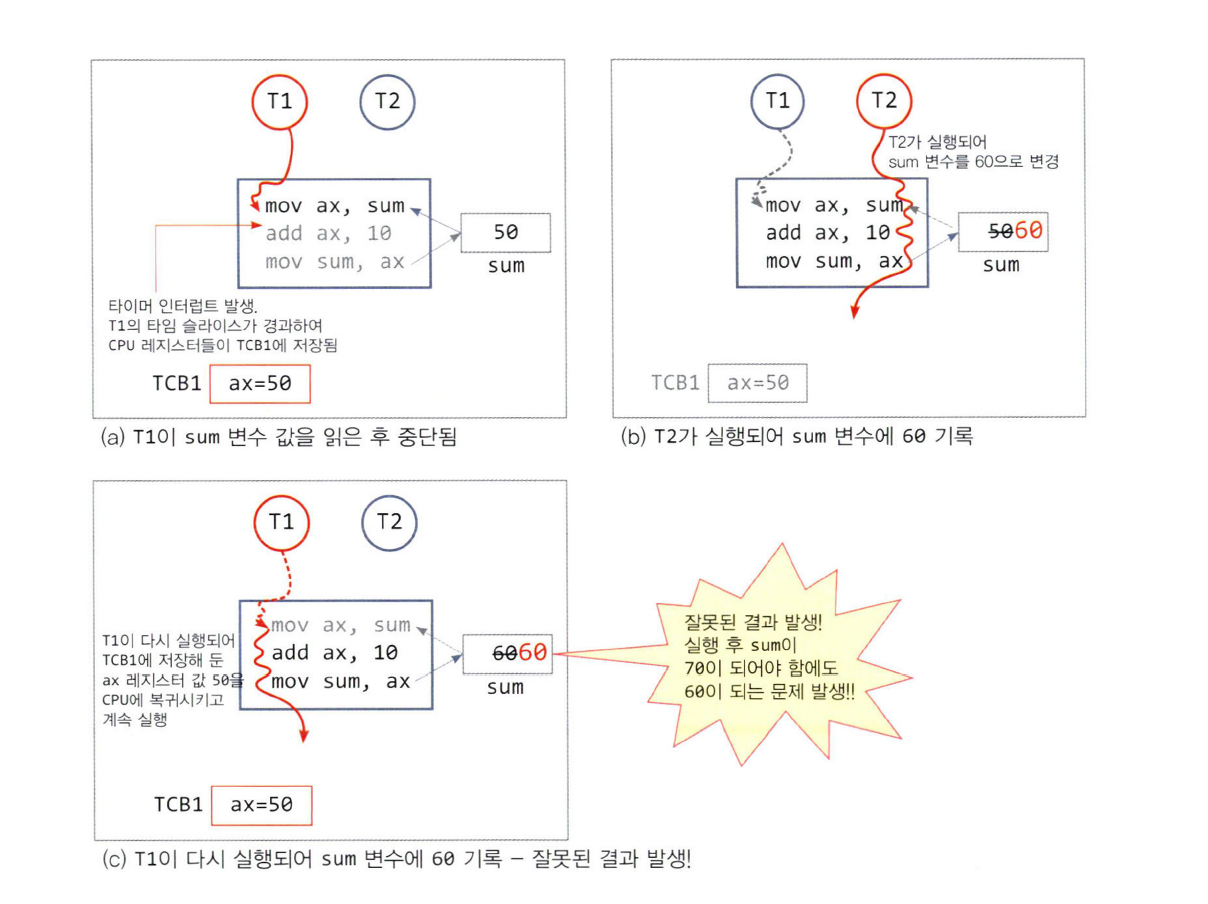 T1
T2
mov ax, sum
add ax, 10
mov sum, ax
50
sum
타이머 인터럽트 발생.
T1의 타임 슬라이스가 경과하여
CPU 레지스터들이 TCB1에 저장됨
TCB1 ax=50
(a) T1이 sum 변수 값을 읽은 후 중단됨
T1
T2
T2가 실행되어
sum 변수를 60으로 변경
mov ax, sum
add ax, 10
mov sum, ax
5060
sum
TCB1 ax=50
(b) T2가 실행되어 sum 변수에 60 기록
T1
T2
mov ax, sum
add ax, 10
mov sum, ax
6060
sum
T1이 다시 실행되어
TCB1에 저장해 둔
ax 레지스터 값 50을
CPU에 복귀시키고
계속 실행
TCB1 ax=50
잘못된 결과 발생!
실행 후 sum이
70이 되어야 함에도
60이 되는 문제 발생!!
(c) T1이 다시 실행되어 sum 변수에 60 기록 – 잘못된 결과 발생!